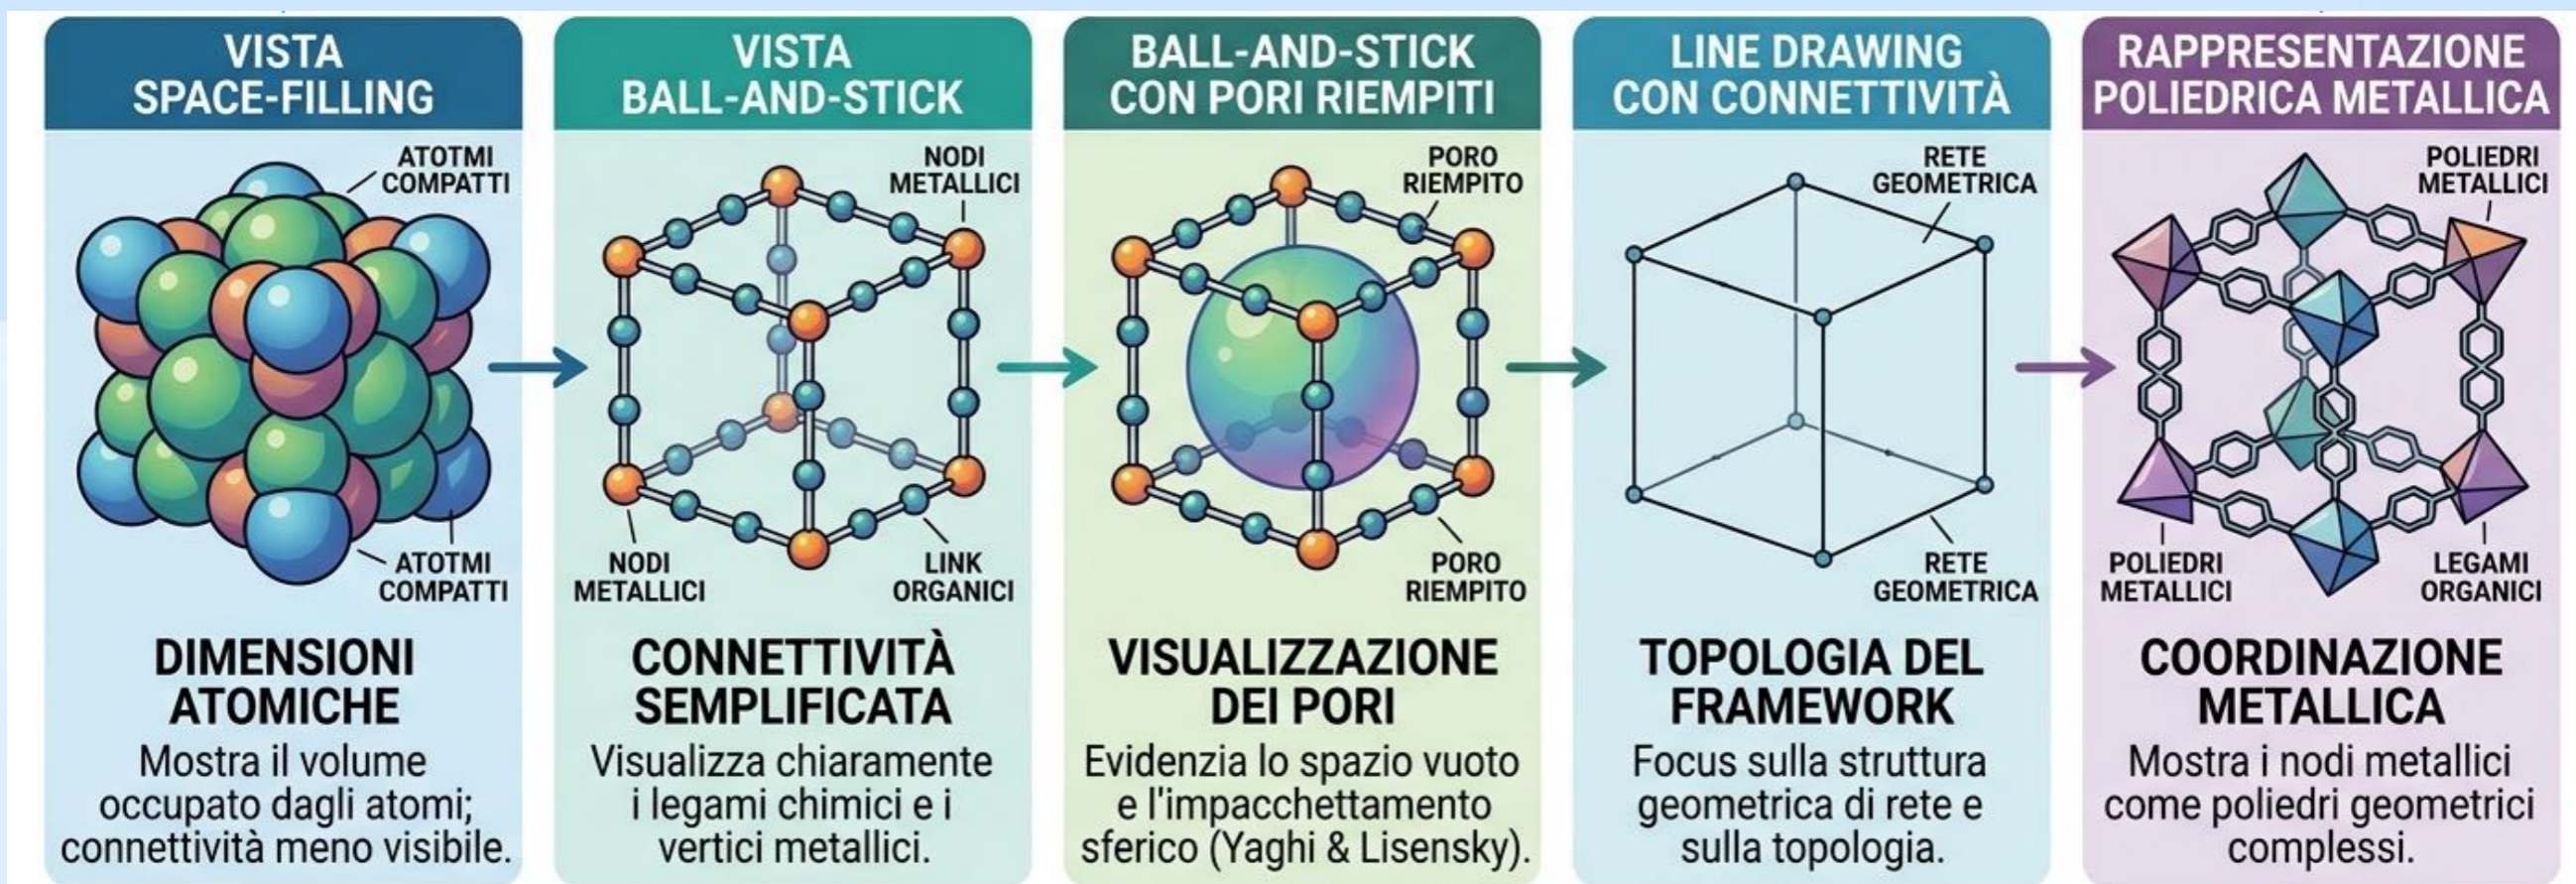 VISTA
SPACE-FILLING
ATOTMI
COMPATTI
ATOTMI
COMPATTI
DIMENSIONI
ATOMICHE
Mostra il volume
occupato dagli atomi;
connettività meno visibile.
VISTA
BALL-AND-STICK
NODI
METALLICI
NODI
METALLICI
LINK
ORGANICI
CONNETTIVITÀ
SEMPLIFICATA
Visualizza chiaramente
i legami chimici e i
vertici metallici.
BALL-AND-STICK
CON PORI RIEMPITI
PORO
RIEMPITO
PORO
RIEMPITO
VISUALIZZAZIONE
DEI PORI
Evidenzia lo spazio vuoto
e l'impacchettamento
sferico (Yaghi & Lisensky).
LINE DRAWING
CON CONNETTIVITÀ
RETE
GEOMETRICA
RETE
GEOMETRICA
TOPOLOGIA DEL
FRAMEWORK
Focus sulla struttura
geometrica di rete e
sulla topologia.
RAPPRESENTAZIONE
POLIEDRICA METALLICA
POLIEDRI
METALLICI
POLIEDRI
METALLICI
LEGAMI
ORGANICI
COORDINAZIONE
METALLICA
Mostra i nodi metallici
come poliedri geometrici
complessi.